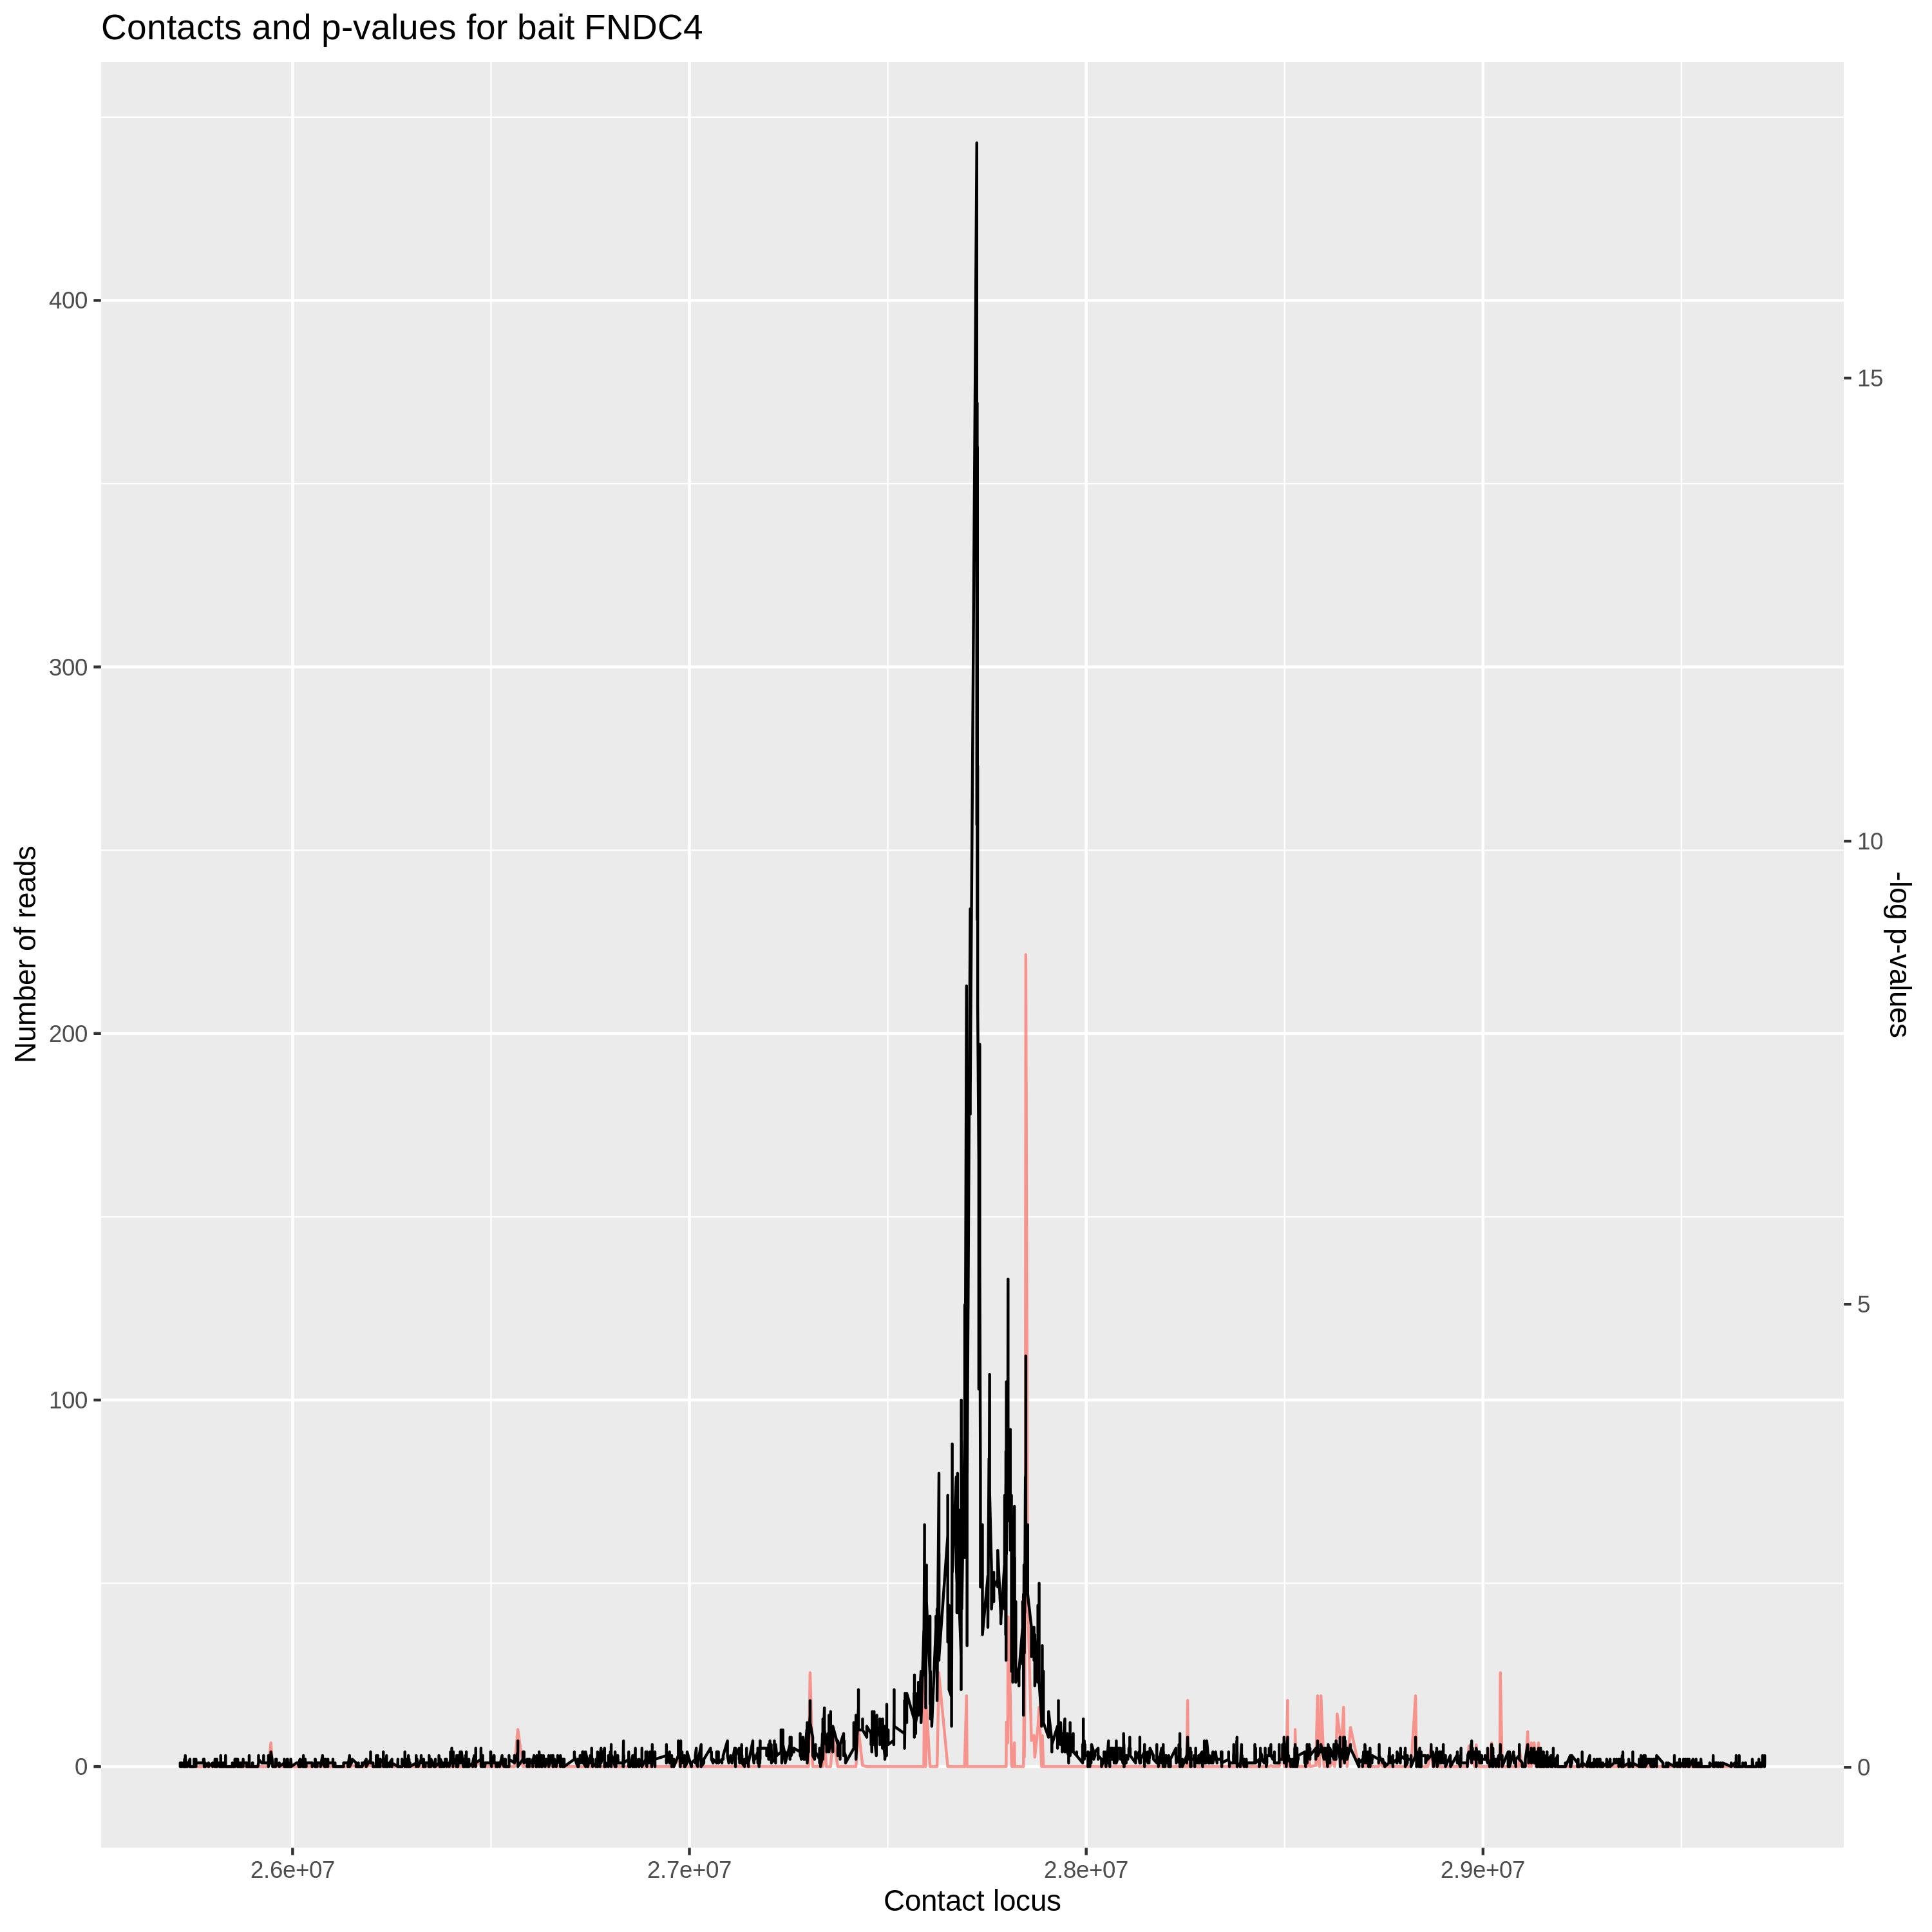 Contacts and p-values for bait FNDC4
400
300
200
100
0
Number of reads
15
10
5
0
-log p-values
2.6e+07
2.7e+07
2.8e+07
2.9e+07
Contact locus